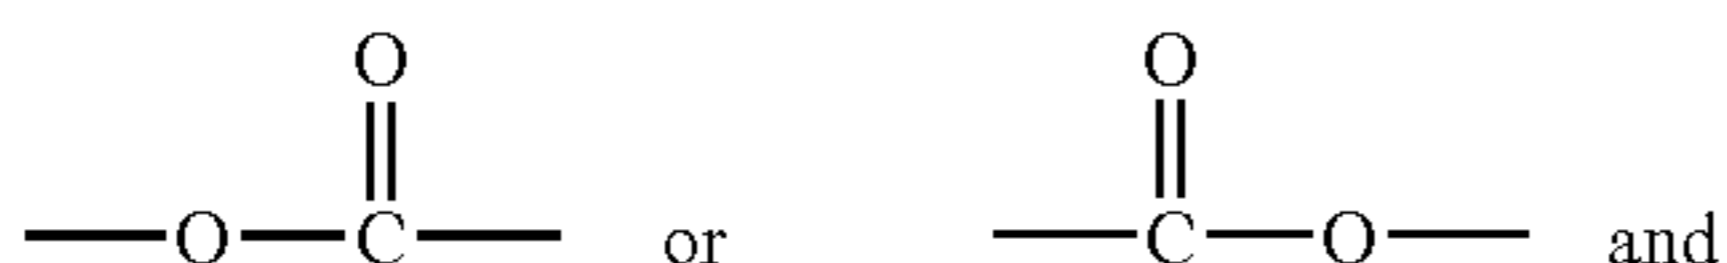 O O
—O—C— or —C—O— and